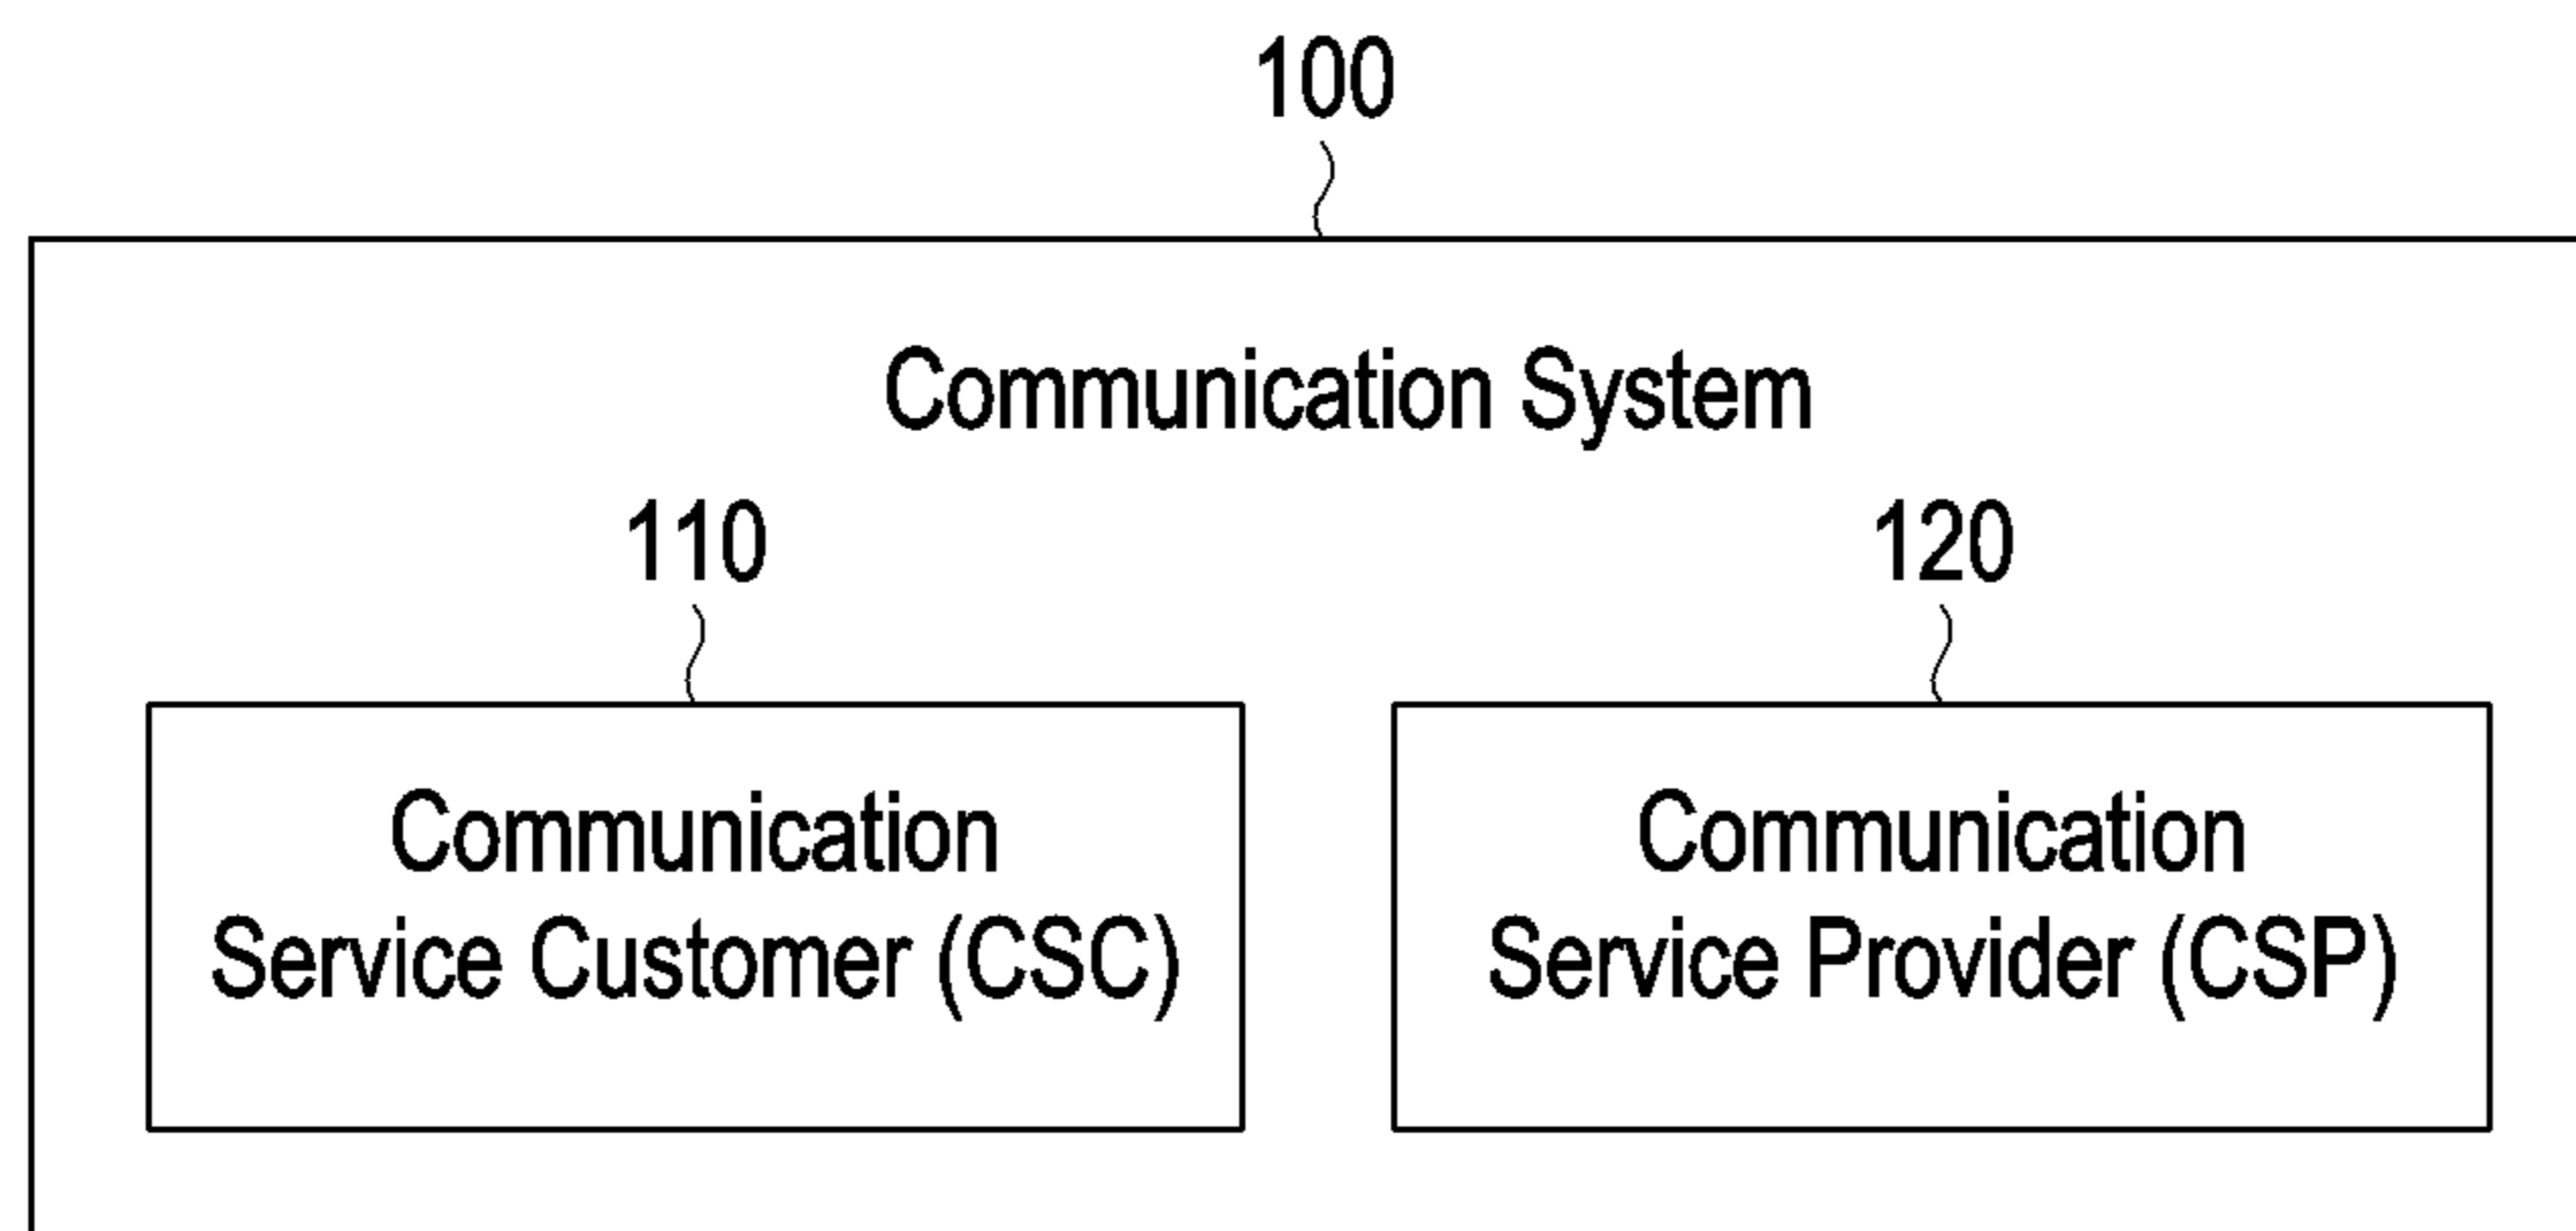 100
Communication System
110
120
Communication
Service Customer (CSC)
Communication
Service Provider (CSP)